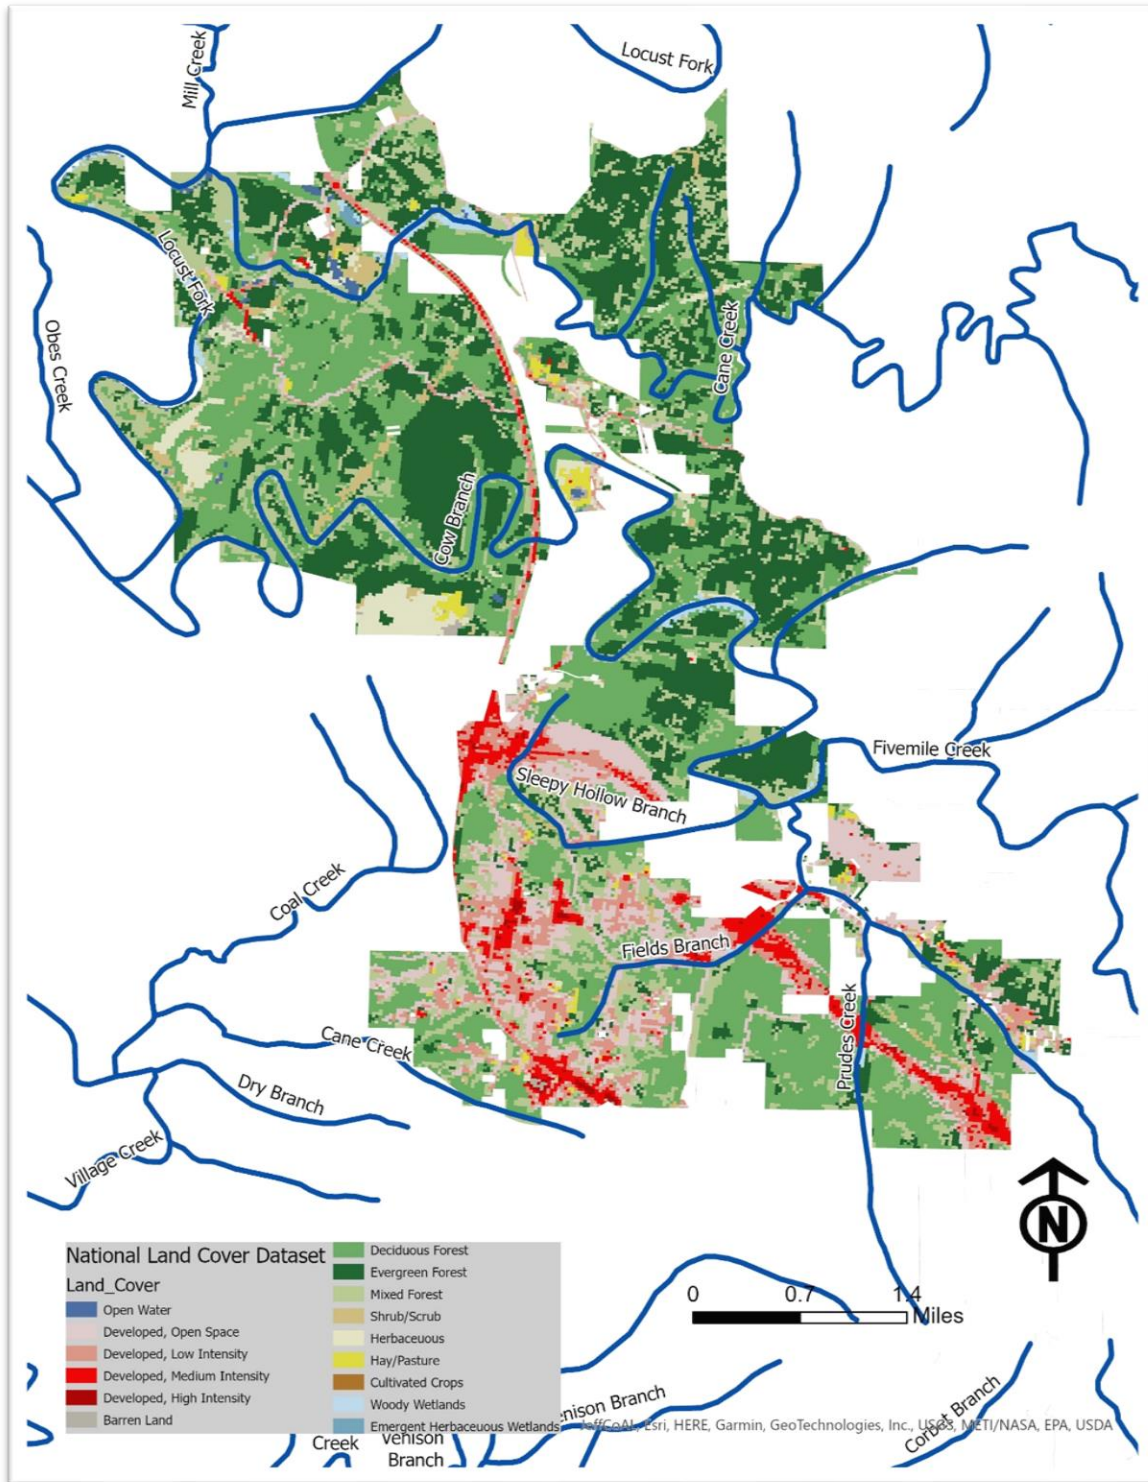 Mill Creek
Locust Fork
Locust Fork
Obes Creek
Cane Creek
Cow Branch
Fivemile Creek
Sleepy Hollow Branch
Coal Creek
Fields Branch
Prudes Creek
Cane Creek
Dry Branch
Village Creek
N
National Land Cover Dataset
Land_Cover
Open Water
Developed, Open Space
Developed, Low Intensity
Developed, Medium Intensity
Developed, High Intensity
Barren Land
Deciduous Forest
Evergreen Forest
Mixed Forest
Shrub/Scrub
Herbaceuous
Hay/Pasture
Cultivated Crops
Woody Wetlands
Emergent Herbaceuous Wetlands
0 0.7 1.4
Miles
enison Branch
Corbet Branch
JeffCoAL, Esri, HERE, Garmin, GeoTechnologies, Inc., USGS, METI/NASA, EPA, USDA
Creek
Venison
Branch